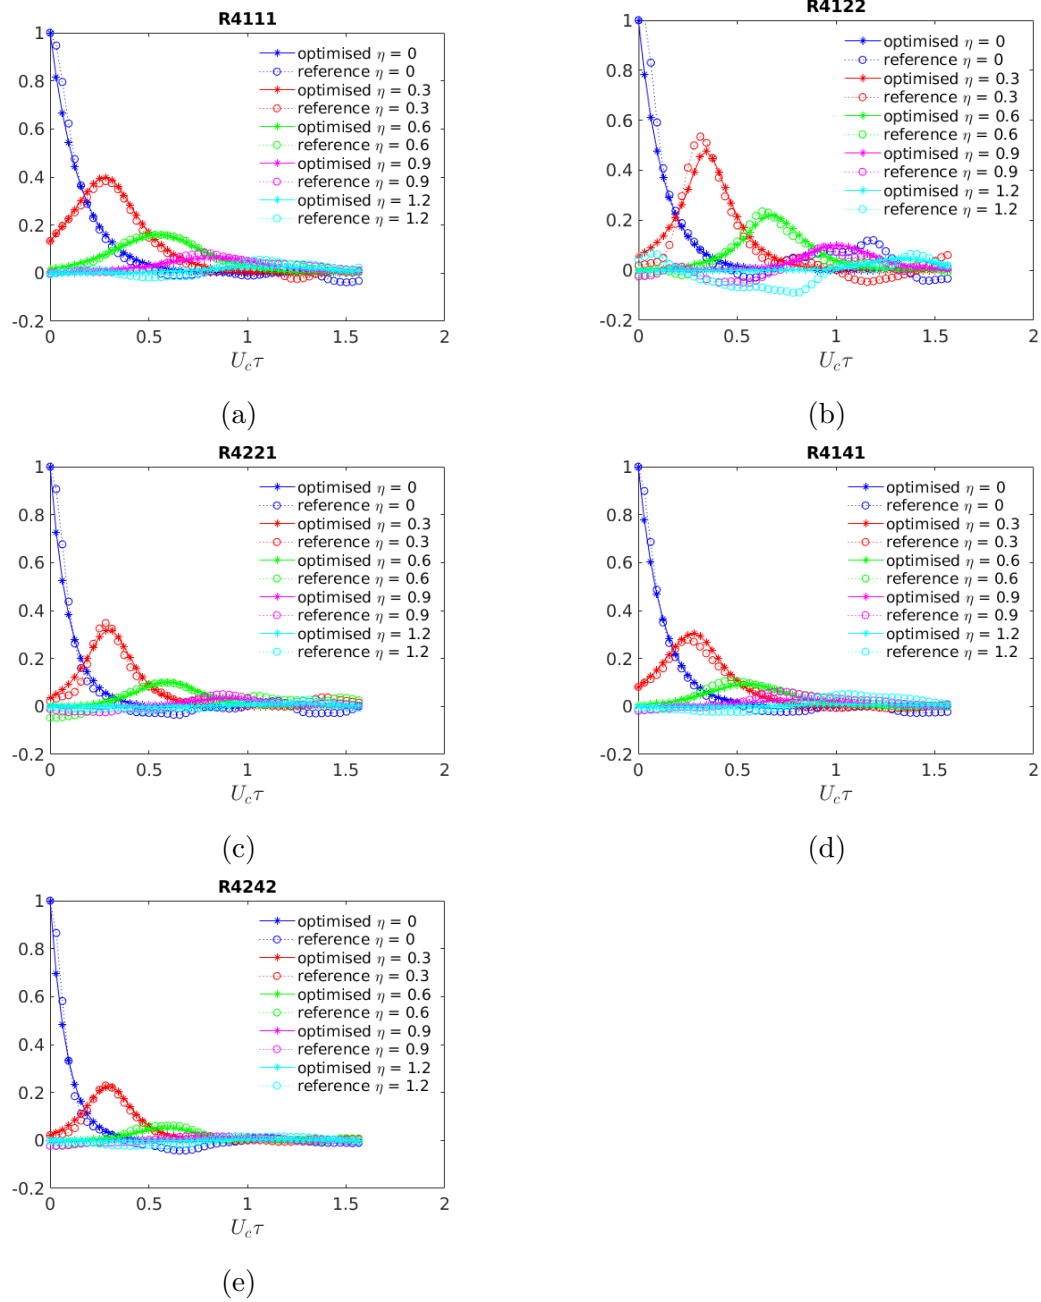 R4111
1
0.8
0.6
0.4
0.2
0
-0.2
0
0.5
1
1.5
2
optimised η = 0
reference η = 0
optimised η = 0.3
reference η = 0.3
optimised η = 0.6
reference η = 0.6
optimised η = 0.9
reference η = 0.9
optimised η = 1.2
reference η = 1.2
U_cτ
(a)
R4122
1
0.8
0.6
0.4
0.2
0
-0.2
0
0.5
1
1.5
2
optimised η = 0
reference η = 0
optimised η = 0.3
reference η = 0.3
optimised η = 0.6
reference η = 0.6
optimised η = 0.9
reference η = 0.9
optimised η = 1.2
reference η = 1.2
U_cτ
(b)
R4221
1
0.8
0.6
0.4
0.2
0
-0.2
0
0.5
1
1.5
2
optimised η = 0
reference η = 0
optimised η = 0.3
reference η = 0.3
optimised η = 0.6
reference η = 0.6
optimised η = 0.9
reference η = 0.9
optimised η = 1.2
reference η = 1.2
U_cτ
(c)
R4141
1
0.8
0.6
0.4
0.2
0
-0.2
0
0.5
1
1.5
2
optimised η = 0
reference η = 0
optimised η = 0.3
reference η = 0.3
optimised η = 0.6
reference η = 0.6
optimised η = 0.9
reference η = 0.9
optimised η = 1.2
reference η = 1.2
U_cτ
(d)
R4242
1
0.8
0.6
0.4
0.2
0
-0.2
0
0.5
1
1.5
2
optimised η = 0
reference η = 0
optimised η = 0.3
reference η = 0.3
optimised η = 0.6
reference η = 0.6
optimised η = 0.9
reference η = 0.9
optimised η = 1.2
reference η = 1.2
U_cτ
(e)